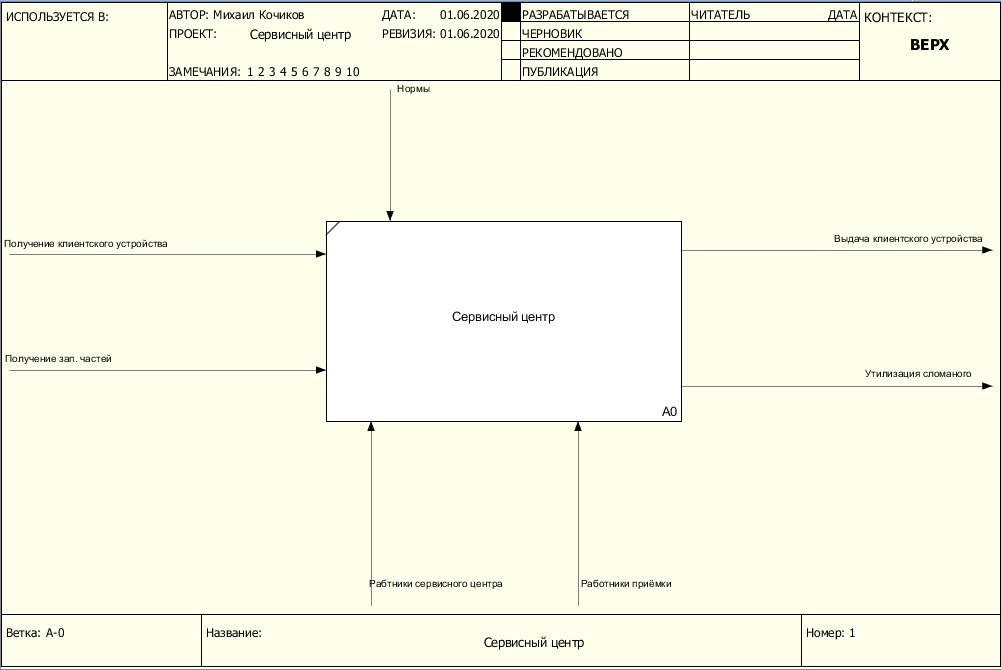 ИСПОЛЬЗУЕТСЯ В:
АВТОР: Михаил Кочиков
ДАТА: 01.06.2020
ПРОЕКТ: Сервисный центр
РЕВИЗИЯ: 01.06.2020
ЗАМЕЧАНИЯ: 1 2 3 4 5 6 7 8 9 10
РАЗРАБАТЫВАЕТСЯ
ЧЕРНОВИК
РЕКОМЕНДОВАНО
ПУБЛИКАЦИЯ
ЧИТАТЕЛЬ ДАТА
КОНТЕКСТ:
ВЕРХ
Нормы
Получение клиентского устройства
Выдача клиентского устройства
Сервисный центр
Получение зап. частей
Утилизация сломаного
A0
Рабтники сервисного центра
Работники приёмки
Ветка: A-0
Название:
Сервисный центр
Номер: 1